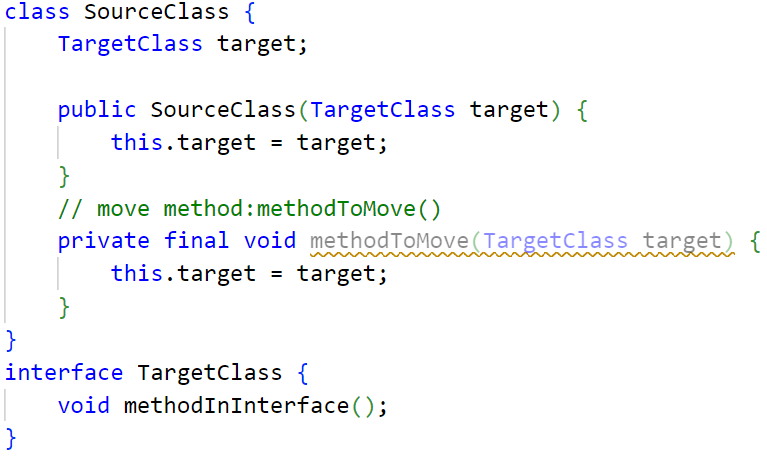 class SourceClass {
    TargetClass target;

    public SourceClass(TargetClass target) {
        this.target = target;
    }
    // move method:methodToMove()
    private final void methodToMove(TargetClass target) {
        this.target = target;
    }
}
interface TargetClass {
    void methodInInterface();
}